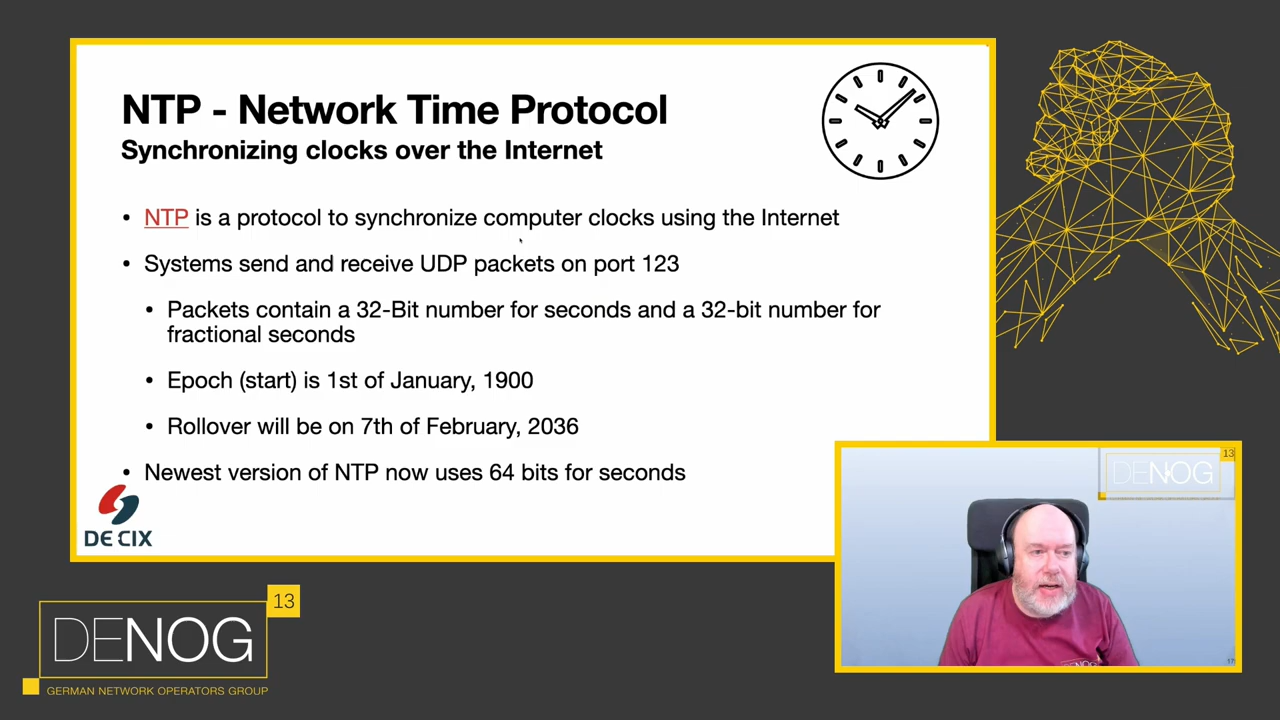 NTP - Network Time Protocol
Synchronizing clocks over the Internet
• NTP is a protocol to synchronize computer clocks using the Internet
• Systems send and receive UDP packets on port 123
• Packets contain a 32-Bit number for seconds and a 32-bit number for
fractional seconds
• Epoch (start) is 1st of January, 1900
• Rollover will be on 7th of February, 2036
• Newest version of NTP now uses 64 bits for seconds
DE CIX
13
DENOG
DENOG
13
DENOG
GERMAN NETWORK OPERATORS GROUP